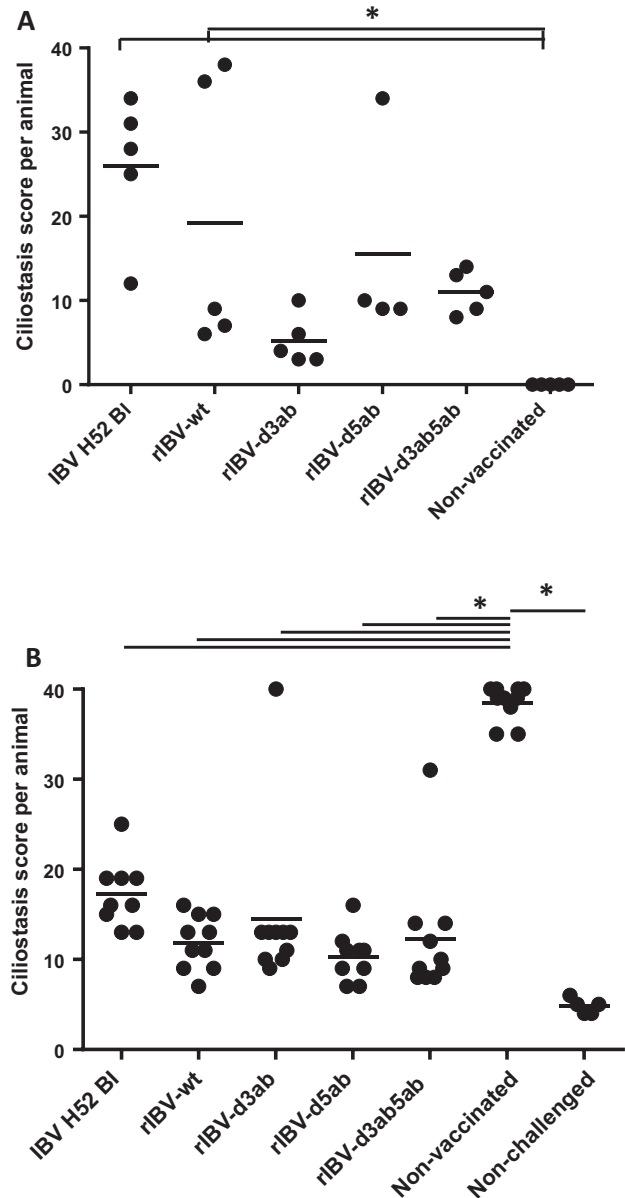 A
*
40
30
20
10
0
Ciliostasis score per animal
IBV H52 BI
rIBV-wt
rIBV-d3ab
rIBV-d5ab
rIBV-d3ab5ab
Non-vaccinated
*
*
B
40
30
20
10
0
Ciliostasis score per animal
IBV H52 BI
rIBV-wt
rIBV-d3ab
rIBV-d5ab
rIBV-d3ab5ab
Non-vaccinated
Non-challenged